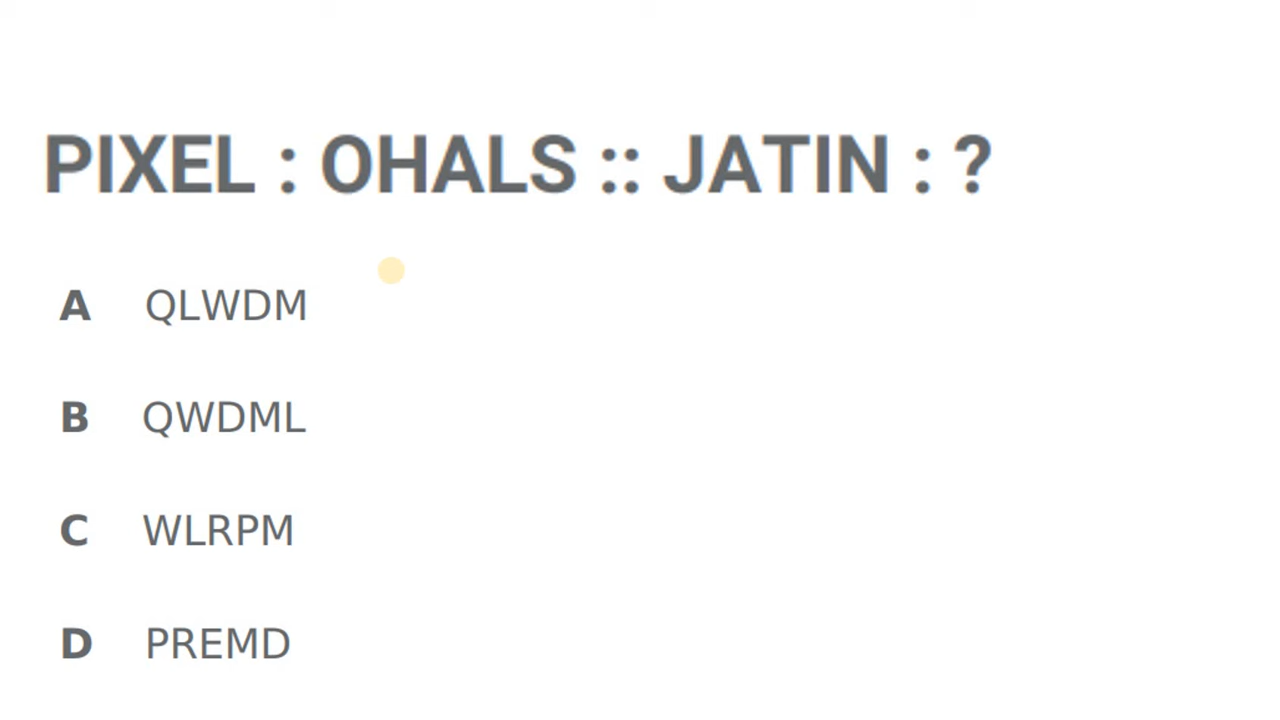 PIXEL : OHALS :: JATIN : ?
A QLWDM
B QWDML
C WLRPM
D PREMD